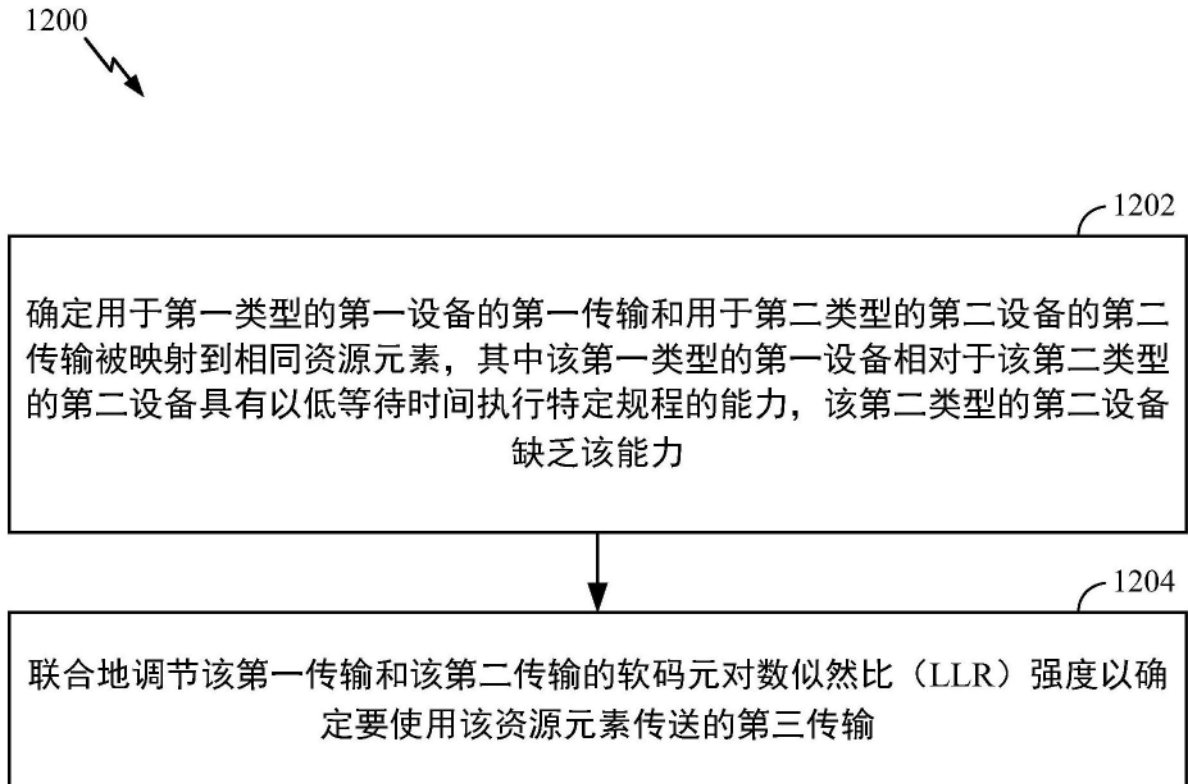 1200
1202
确定用于第一类型的第一设备的第一传输和用于第二类型的第二设备的第二
传输被映射到相同资源元素，其中该第一类型的第一设备相对于该第二类型
的第二设备具有以低等待时间执行特定规程的能力，该第二类型的第二设备
缺乏该能力
1204
联合地调节该第一传输和该第二传输的软码元对数似然比（LLR）强度以确
定要使用该资源元素传送的第三传输